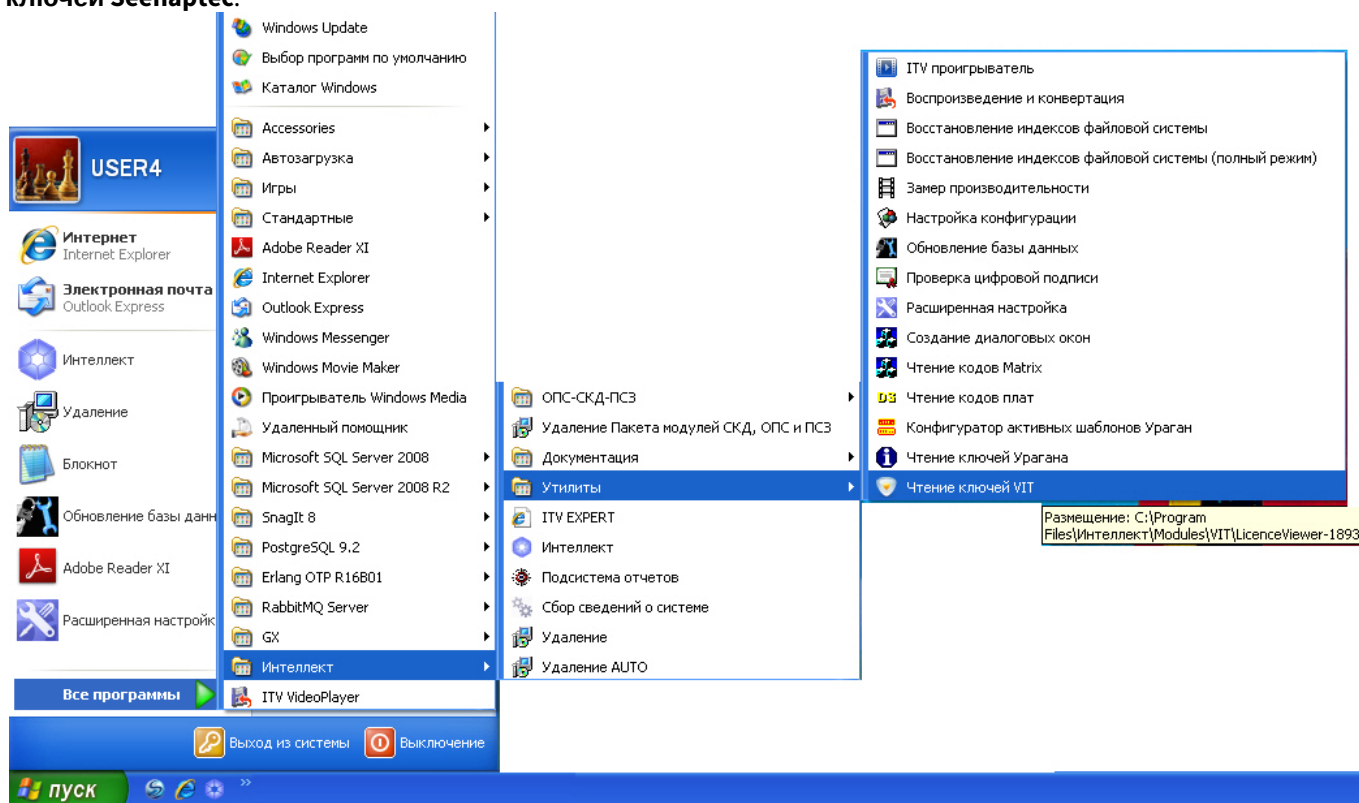 ключей Seenaptec.
USER4
Интернет
Internet Explorer
Электронная почта
Outlook Express
Интеллект
Удаление
Блокнот
Обновление базы данн
Adobe Reader XI
Расширенная настройк
Все программы
Windows Update
Выбор программ по умолчанию
Каталог Windows
Accessories
Автозагрузка
Игры
Стандартные
Adobe Reader XI
Internet Explorer
Outlook Express
Windows Messenger
Windows Movie Maker
Проигрыватель Windows Media
Удаленный помощник
Microsoft SQL Server 2008
Microsoft SQL Server 2008 R2
SnagIt 8
PostgreSQL 9.2
Erlang OTP R16B01
RabbitMQ Server
GX
Интеллект
ITV VideoPlayer
ОПС-СКД-ПСЗ
Удаление Пакета модулей СКД, ОПС и ПСЗ
Документация
Утилиты
ITV EXPERT
Интеллект
Подсистема отчетов
Сбор сведений о системе
Удаление
Удаление AUTO
ITV проигрыватель
Воспроизведение и конвертация
Восстановление индексов файловой системы
Восстановление индексов файловой системы (полный режим)
Замер производительности
Настройка конфигурации
Обновление базы данных
Проверка цифровой подписи
Расширенная настройка
Создание диалоговых окон
Чтение кодов Matrix
Чтение кодов плат
Конфигуратор активных шаблонов Ураган
Чтение ключей Урагана
Чтение ключей VIT
Размещение: C:\Program
Files\Интеллект\Modules\VIT\LicenceViewer-1893
Выход из системы
Выключение
пуск